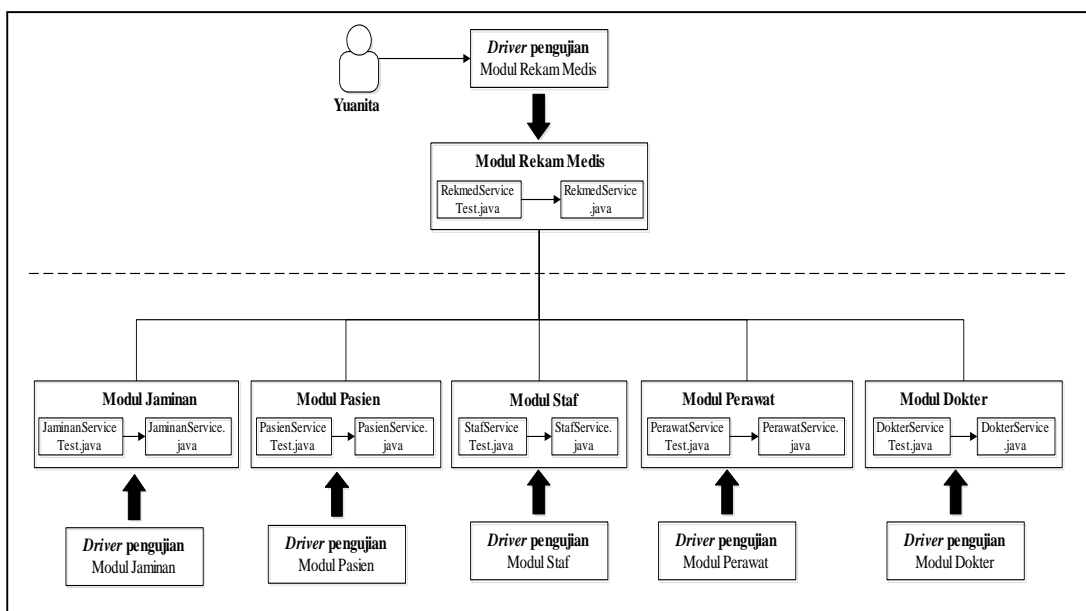 Driver pengujian
Modul Rekam Medis
Yuanita
Modul Rekam Medis
RekmedService
Test.java
RekmedService
.java
Modul Jaminan
JaminanService
Test.java
JaminanService.
java
Modul Pasien
PasienService
Test.java
PasienService.
java
Modul Staf
StafService
Test.java
StafService.
java
Modul Perawat
PerawatService
Test.java
PerawatService.
java
Modul Dokter
DokterService
Test.java
DokterService
.java
Driver pengujian
Modul Jaminan
Driver pengujian
Modul Pasien
Driver pengujian
Modul Staf
Driver pengujian
Modul Perawat
Driver pengujian
Modul Dokter